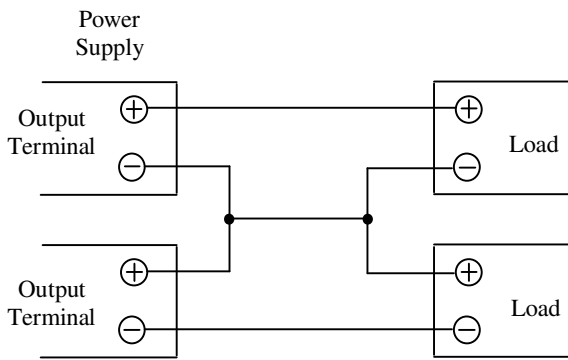 Power
Supply
Output
Terminal
+
−
Load
+
−
Output
Terminal
+
−
Load
+
−